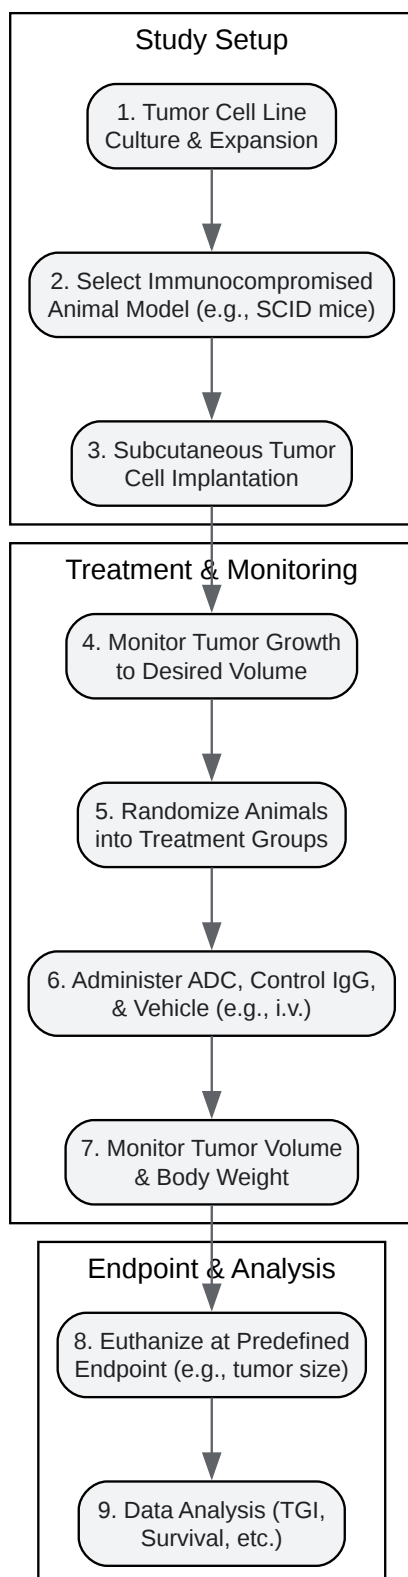 Study Setup
1. Tumor Cell Line
Culture & Expansion
2. Select Immunocompromised
Animal Model (e.g., SCID mice)
3. Subcutaneous Tumor
Cell Implantation
Treatment & Monitoring
4. Monitor Tumor Growth
to Desired Volume
5. Randomize Animals
into Treatment Groups
6. Administer ADC, Control IgG,
& Vehicle (e.g., i.v.)
7. Monitor Tumor Volume
& Body Weight
Endpoint & Analysis
8. Euthanize at Predefined
Endpoint (e.g., tumor size)
9. Data Analysis (TGI,
Survival, etc.)